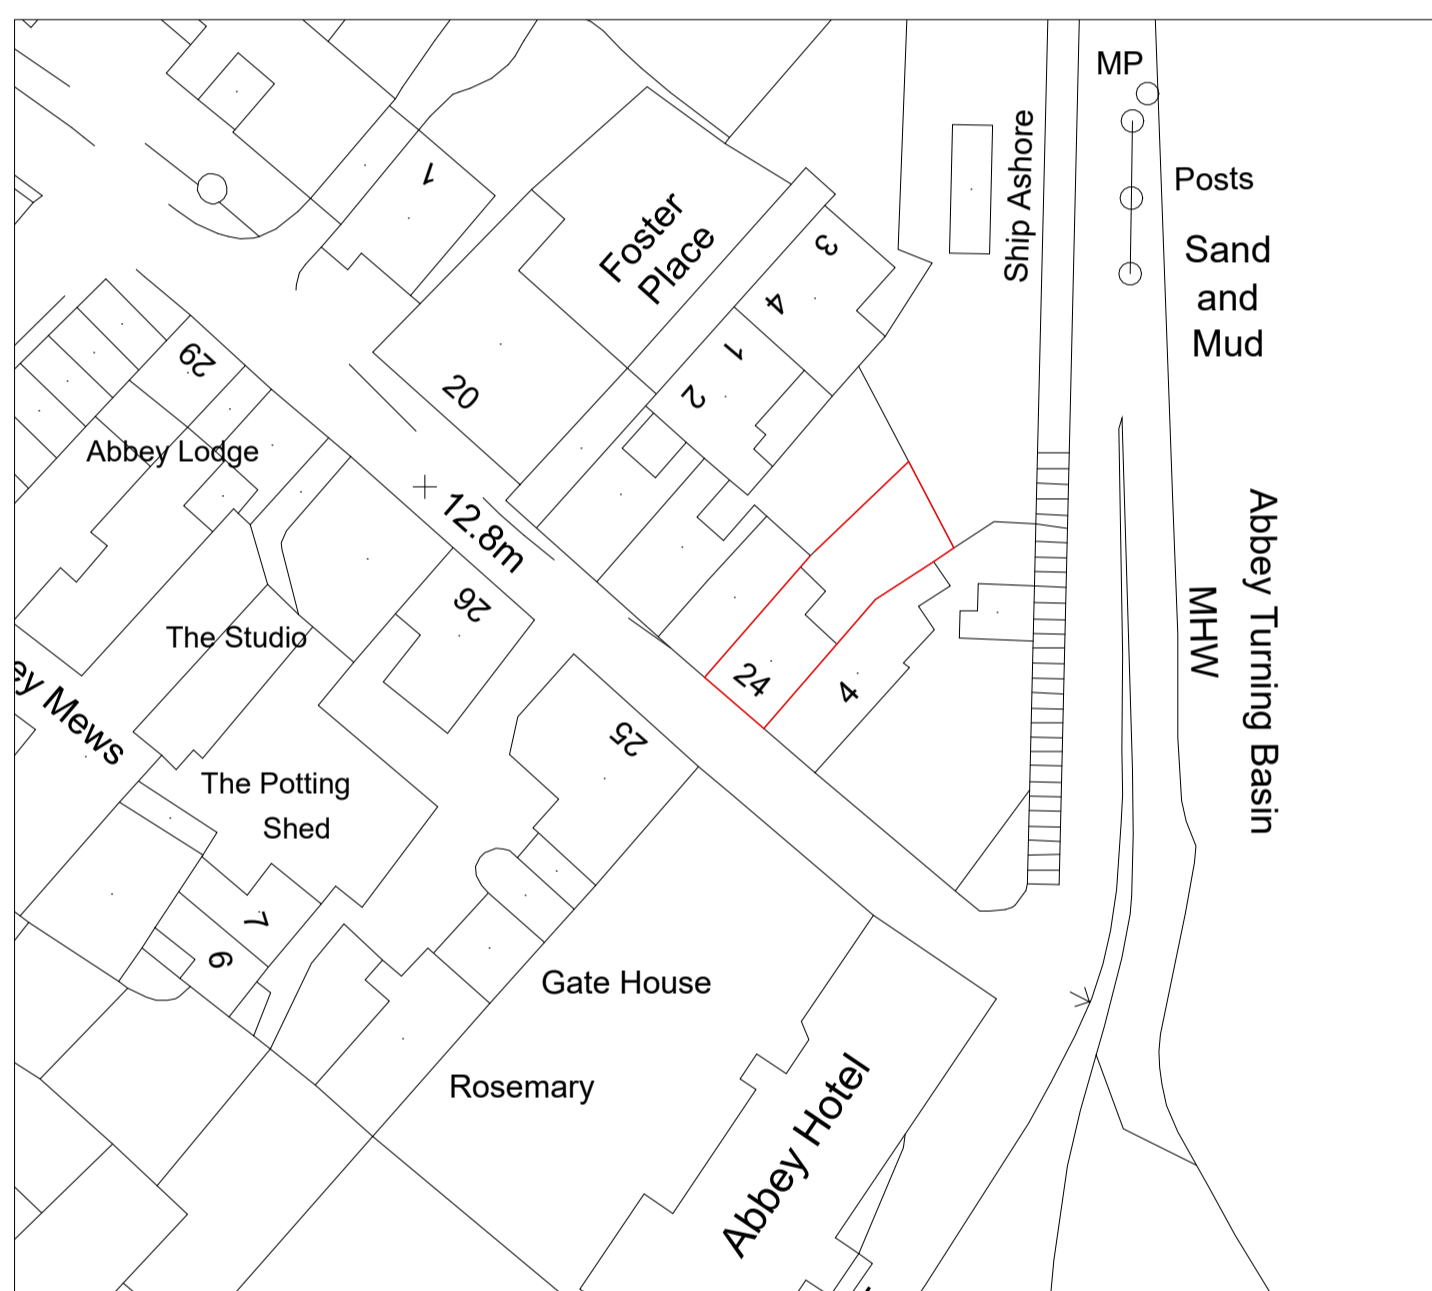 MP
Posts
Sand
and
Mud
Ship Ashore
1
Foster
Place
3
4
1
2
20
29
Abbey Lodge
12.8m
26
The Studio
24
4
25
ey Mews
The Potting
Shed
7
6
Gate House
Rosemary
Abbey Hotel
MHW
Abbey Turning Basin